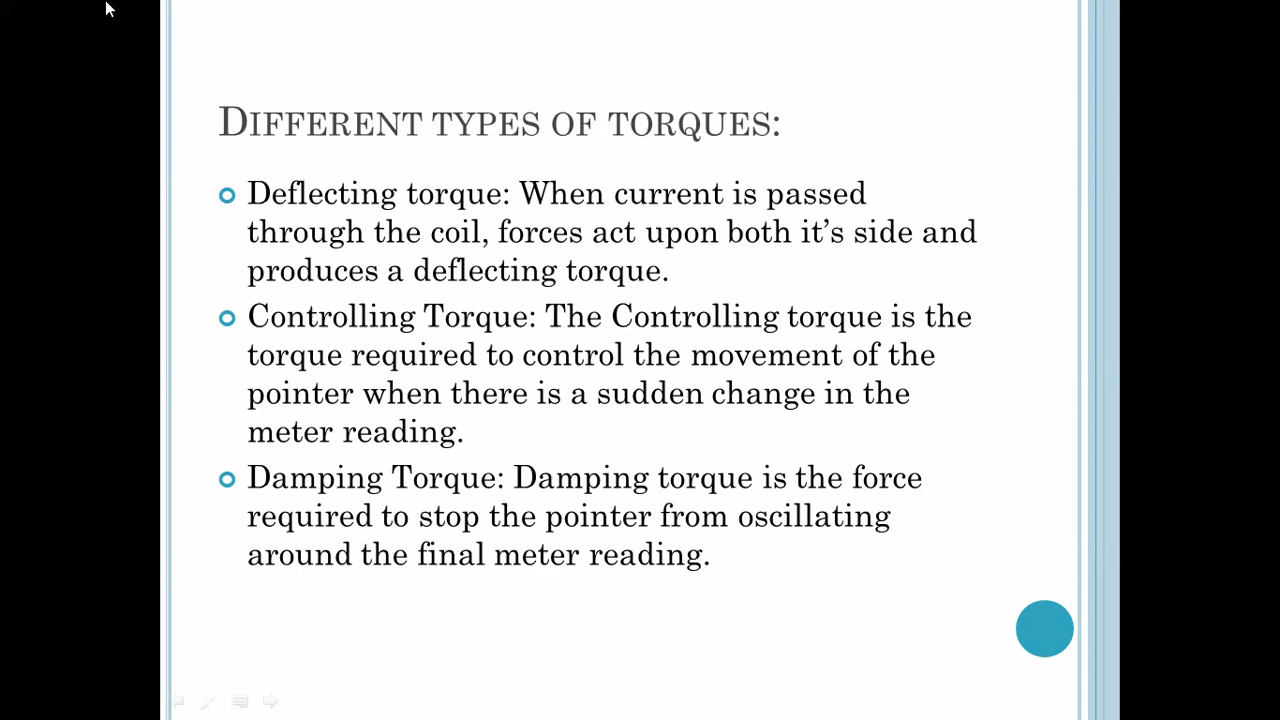 DIFFERENT TYPES OF TORQUES:
Deflecting torque: When current is passed
through the coil, forces act upon both it’s side and
produces a deflecting torque.
Controlling Torque: The Controlling torque is the
torque required to control the movement of the
pointer when there is a sudden change in the
meter reading.
Damping Torque: Damping torque is the force
required to stop the pointer from oscillating
around the final meter reading.